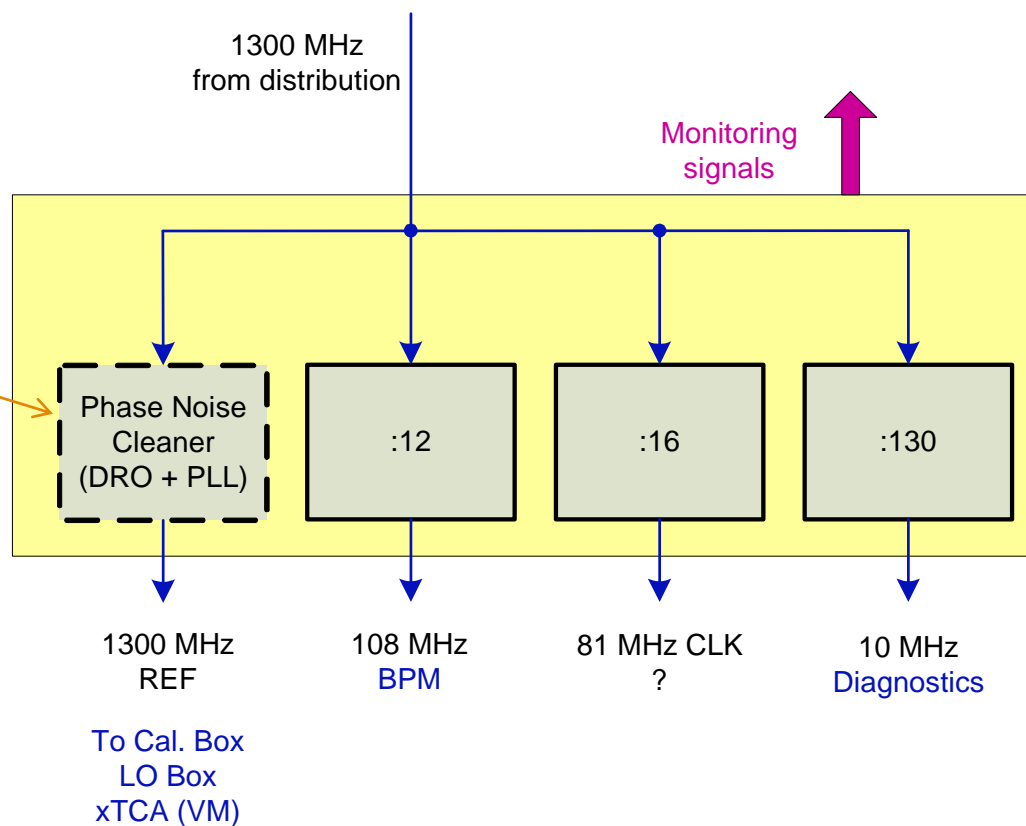 1300 MHz
from distribution
Monitoring
signals
Phase Noise
Cleaner
(DRO + PLL)
:12
:16
:130
1300 MHz
REF
To Cal. Box
LO Box
xTCA (VM)
108 MHz
BPM
81 MHz CLK
?
10 MHz
Diagnostics